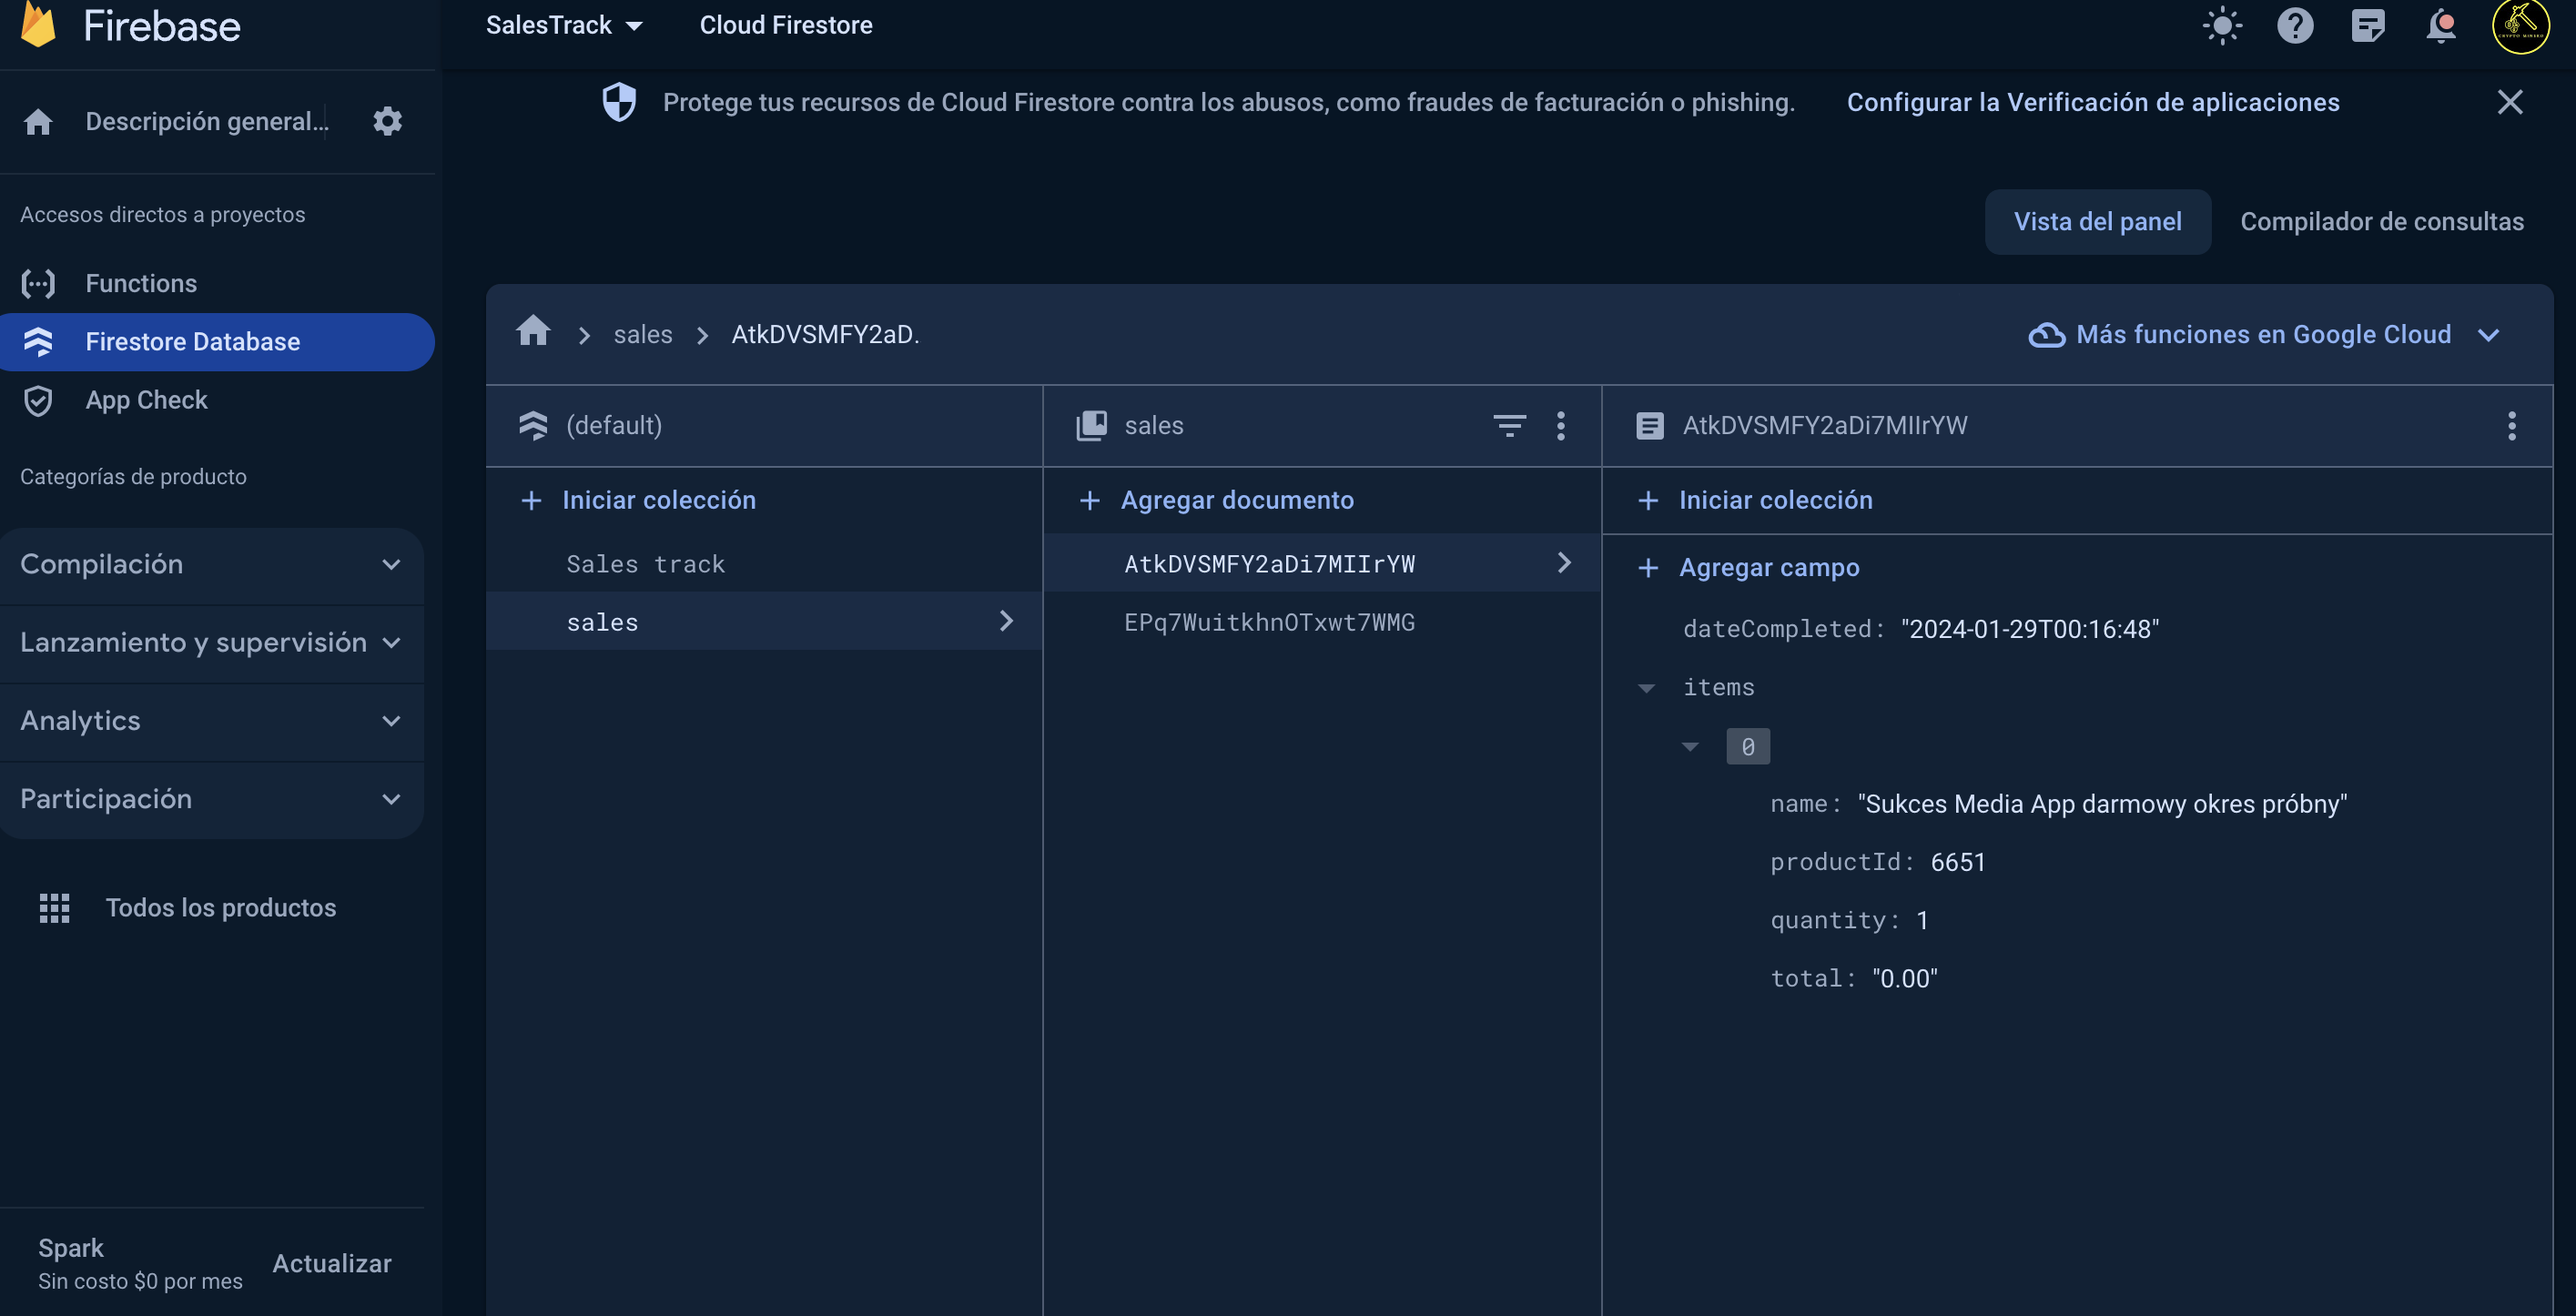 Firebase
SalesTrack
Cloud Firestore
Descripción general...
Accesos directos a proyectos
Functions
Firestore Database
App Check
Categorías de producto
Compilación
Lanzamiento y supervisión
Analytics
Participación
Todos los productos
Spark
Sin costo $0 por mes
Actualizar
Protege tus recursos de Cloud Firestore contra los abusos, como fraudes de facturación o phishing.
Configurar la Verificación de aplicaciones
Vista del panel
Compilador de consultas
sales
AtkDVSMFY2aD.
Más funciones en Google Cloud
(default)
Iniciar colección
Sales track
sales
sales
Agregar documento
AtkDVSMFY2aDi7MIIrYW
EPq7WuitkhnOTxwt7WMG
AtkDVSMFY2aDi7MIIrYW
Iniciar colección
Agregar campo
dateCompleted: "2024-01-29T00:16:48"
items
0
name: "Sukces Media App darmowy okres próbny"
productId: 6651
quantity: 1
total: "0.00"